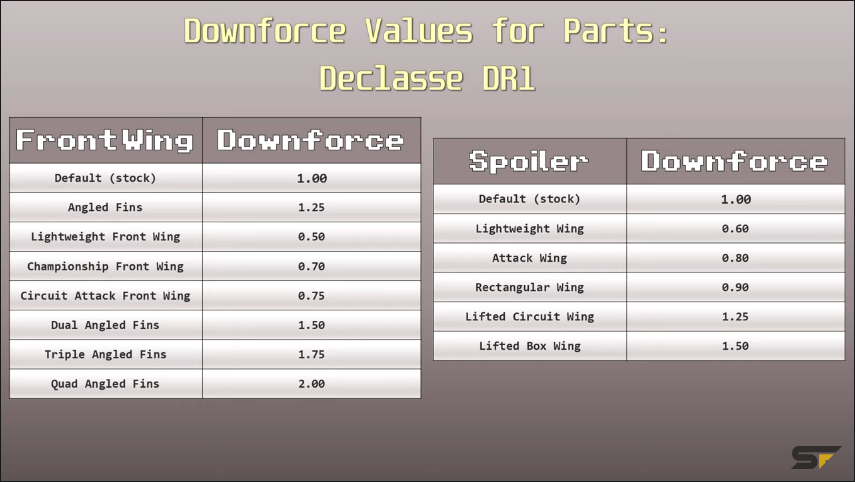 Downforce Values for Parts:
Declasse DR1
Front Wing Downforce
Default (stock) 1.00
Angled Fins 1.25
Lightweight Front Wing 0.50
Championship Front Wing 0.70
Circuit Attack Front Wing 0.75
Dual Angled Fins 1.50
Triple Angled Fins 1.75
Quad Angled Fins 2.00
Spoiler Downforce
Default (stock) 1.00
Lightweight Wing 0.60
Attack Wing 0.80
Rectangular Wing 0.90
Lifted Circuit Wing 1.25
Lifted Box Wing 1.50
SF